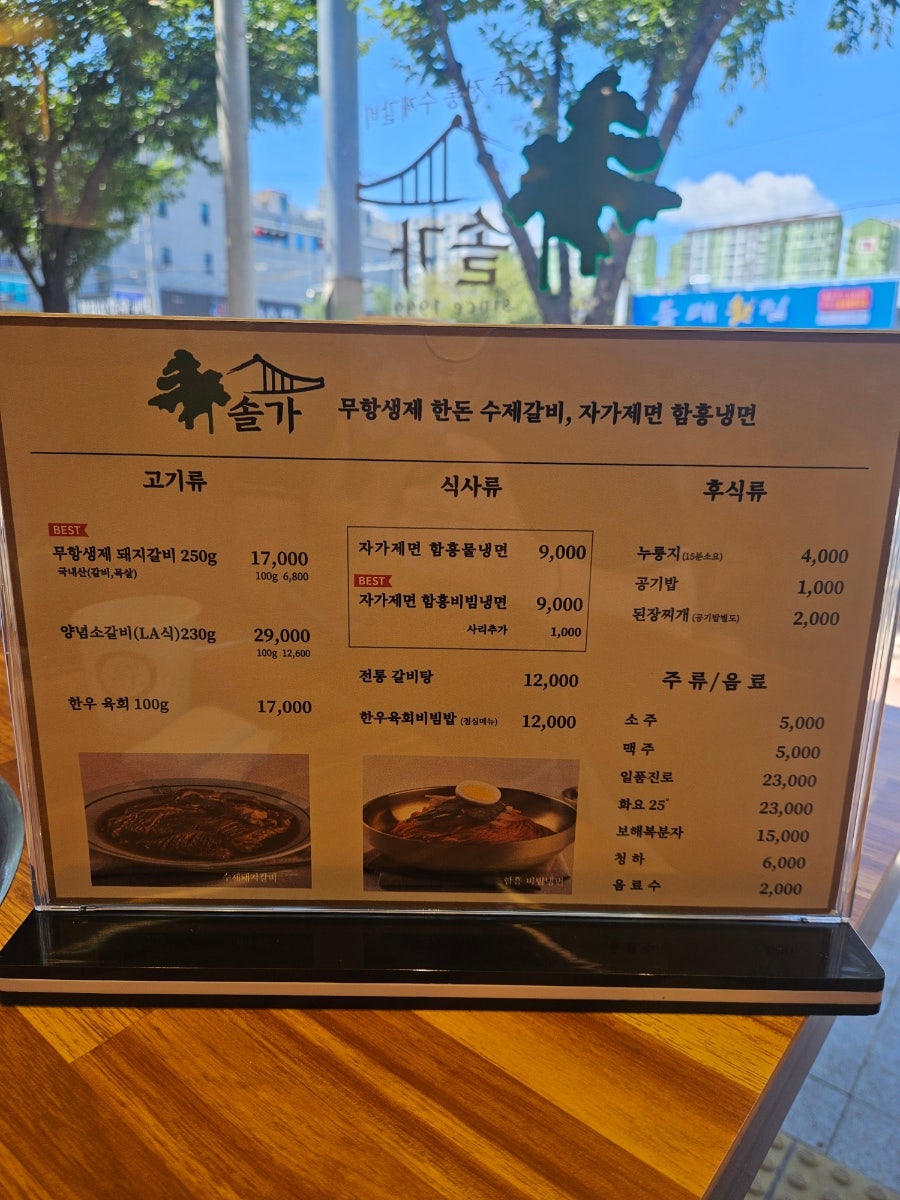 솔가
since 1999
솔가
무항생제 한돈 수제갈비, 자가제면 함흥냉면
고기류
BEST
무항생제 돼지갈비 250g 17,000
국내산(갈비,목살) 100g 6,800
양념소갈비(LA식)230g 29,000
100g 12,600
한우 육회 100g 17,000
수제돼지갈비
식사류
자가제면 함흥물냉면 9,000
BEST
자가제면 함흥비빔냉면 9,000
사리추가 1,000
전통 갈비탕 12,000
한우육회비빔밥 (점심메뉴) 12,000
함흥 비빔냉면
후식류
누룽지 (15분소요) 4,000
공기밥 1,000
된장찌개 (공기밥별도) 2,000
주류/음료
소주 5,000
맥주 5,000
일품진로 23,000
화요 25° 23,000
보해복분자 15,000
청하 6,000
음료수 2,000